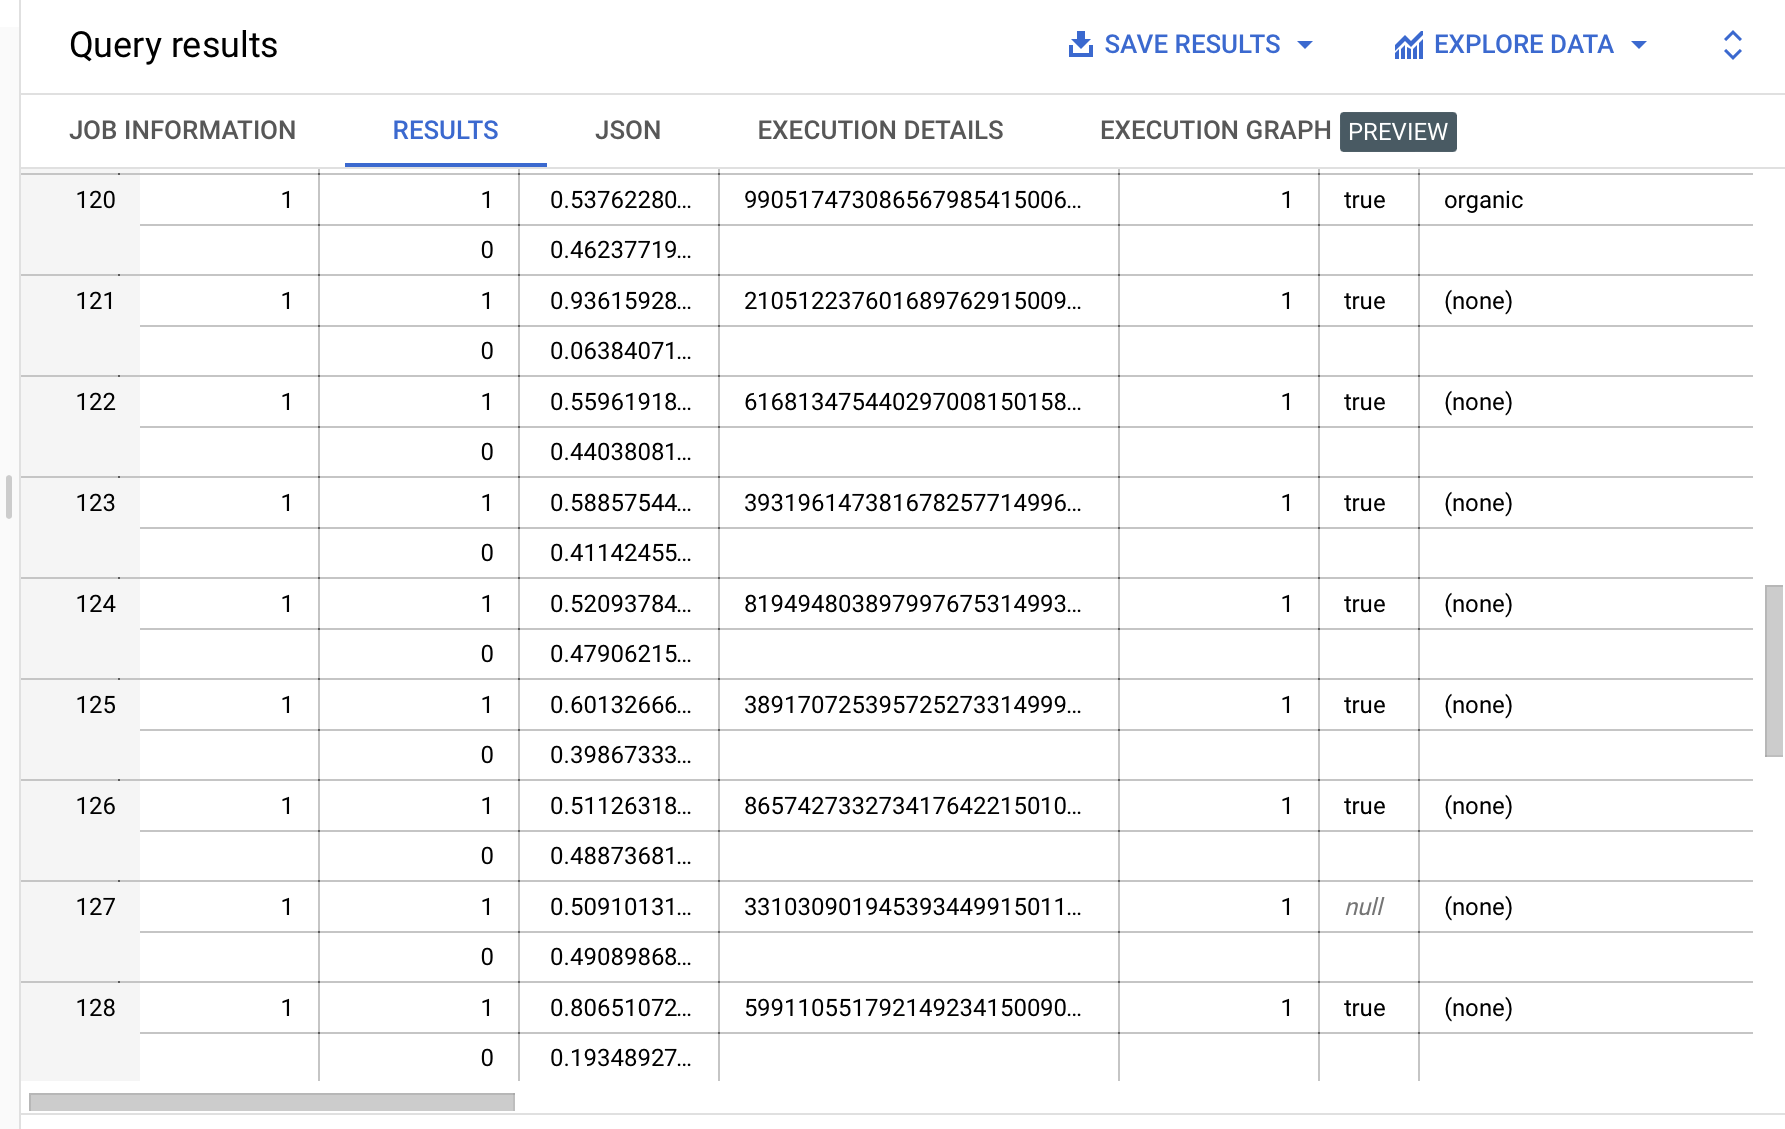 Query results SAVE RESULTS EXPLORE DATA
JOB INFORMATION RESULTS JSON EXECUTION DETAILS EXECUTION GRAPH PREVIEW
120 1 1 0.53762280... 990517473086567985415006... 1 true organic
0 0.46237719...
121 1 1 0.93615928... 210512237601689762915009... 1 true (none)
0 0.06384071...
122 1 1 0.55961918... 616813475440297008150158... 1 true (none)
0 0.44038081...
123 1 1 0.58857544... 393196147381678257714996... 1 true (none)
0 0.41142455...
124 1 1 0.52093784... 819494803897997675314993... 1 true (none)
0 0.47906215...
125 1 1 0.60132666... 389170725395725273314999... 1 true (none)
0 0.39867333...
126 1 1 0.51126318... 865742733273417642215010... 1 true (none)
0 0.48873681...
127 1 1 0.50910131... 331030901945393449915011... 1 null (none)
0 0.49089868...
128 1 1 0.80651072... 599110551792149234150090... 1 true (none)
0 0.19348927...